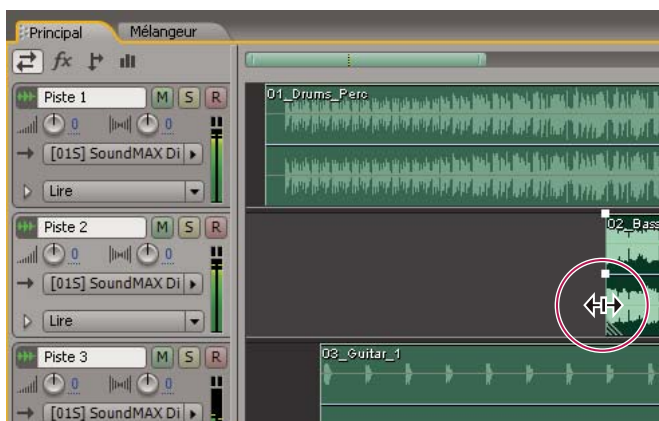 Principal Mélangeur
fx
Piste 1 M S R 01_Drums_Perc
0 0
[01S] SoundMAX Di
Lire
Piste 2 M S R 02_Bass
0 0
[01S] SoundMAX Di
Lire
Piste 3 M S R 03_Guitar_1
0 0
[01S] SoundMAX Di